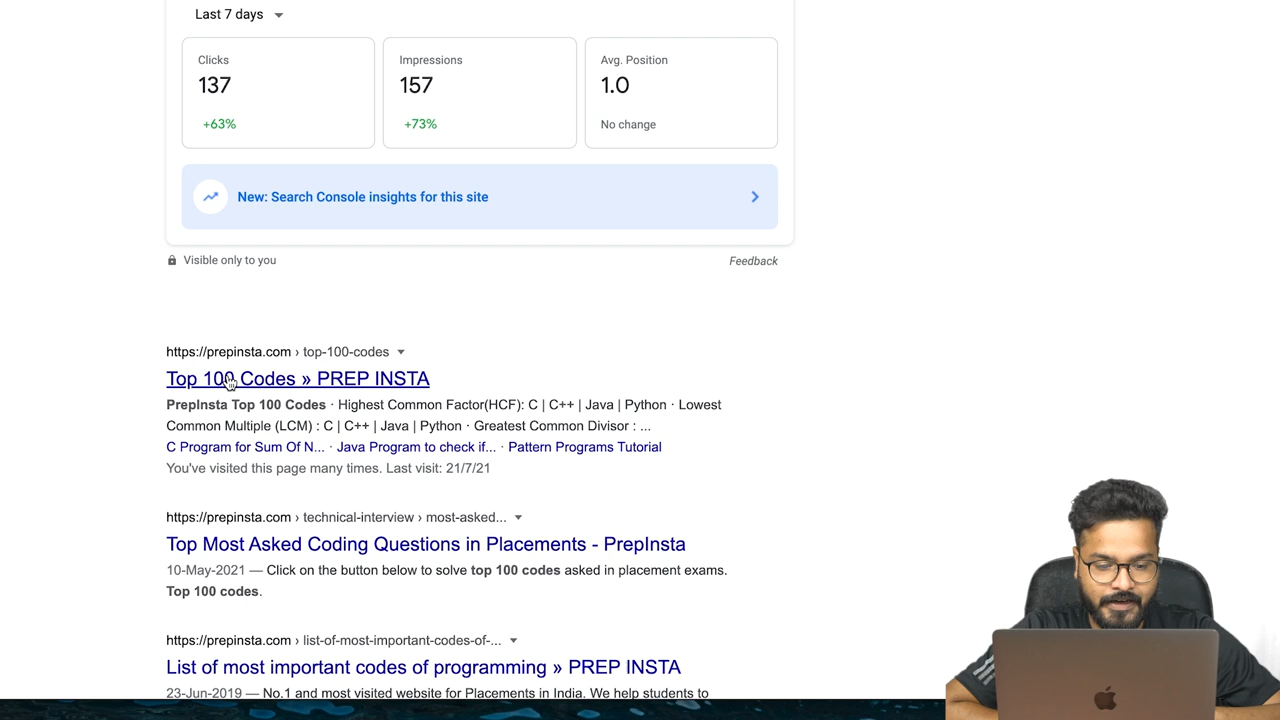 Last 7 days
Clicks
137
+63%
Impressions
157
+73%
Avg. Position
1.0
No change
New: Search Console insights for this site
Visible only to you
Feedback
https://prepinsta.com › top-100-codes
Top 100 Codes » PREP INSTA
PrepInsta Top 100 Codes · Highest Common Factor(HCF): C | C++ | Java | Python · Lowest
Common Multiple (LCM) : C | C++ | Java | Python · Greatest Common Divisor : ...
C Program for Sum Of N... · Java Program to check if... · Pattern Programs Tutorial
You've visited this page many times. Last visit: 21/7/21
https://prepinsta.com › technical-interview › most-asked...
Top Most Asked Coding Questions in Placements - PrepInsta
10-May-2021 — Click on the button below to solve top 100 codes asked in placement exams.
Top 100 codes.
https://prepinsta.com › list-of-most-important-codes-of-...
List of most important codes of programming » PREP INSTA
23-Jun-2019 — No.1 and most visited website for Placements in India. We help students to